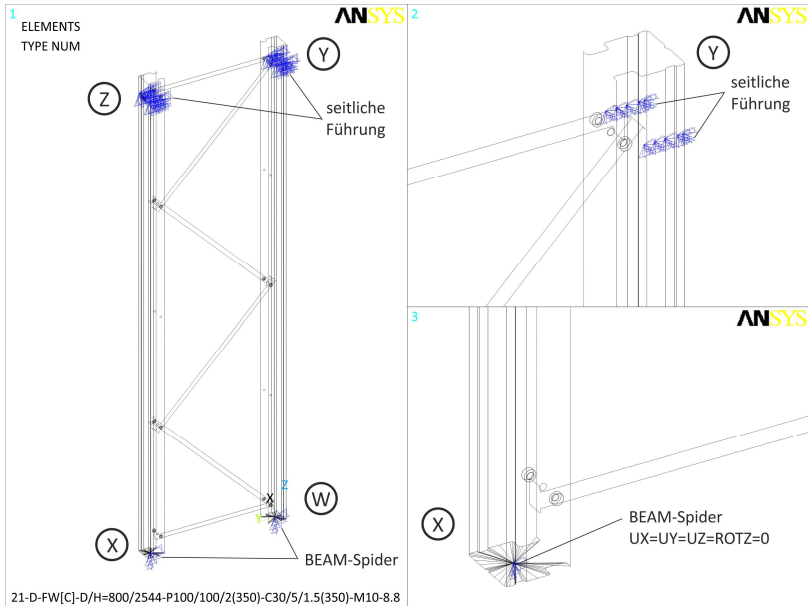 1
ELEMENTS
TYPE NUM
ANSYS
Z
Y
seitliche
Führung
X
W
X
Y
Z
BEAM-Spider
21-D-FW[C]-D/H=800/2544-P100/100/2(350)-C30/5/1.5(350)-M10-8.8
2
ANSYS
Y
seitliche
Führung
3
ANSYS
X
BEAM-Spider
UX=UY=UZ=ROTZ=0